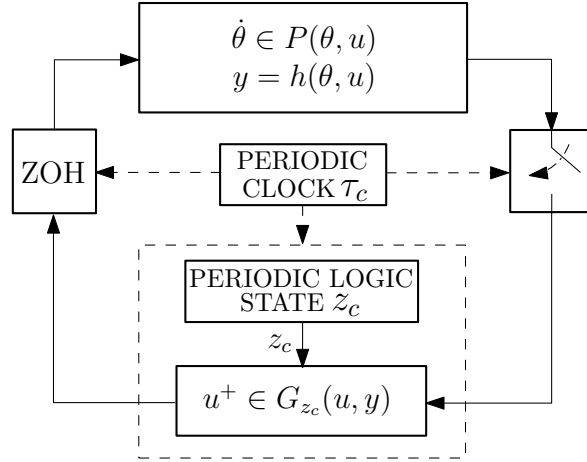 θ̇ ∈ P(θ, u)
y = h(θ, u)
ZOH
PERIODIC
CLOCK τ_c
PERIODIC LOGIC
STATE z_c
z_c
u⁺ ∈ G_{z_c}(u, y)